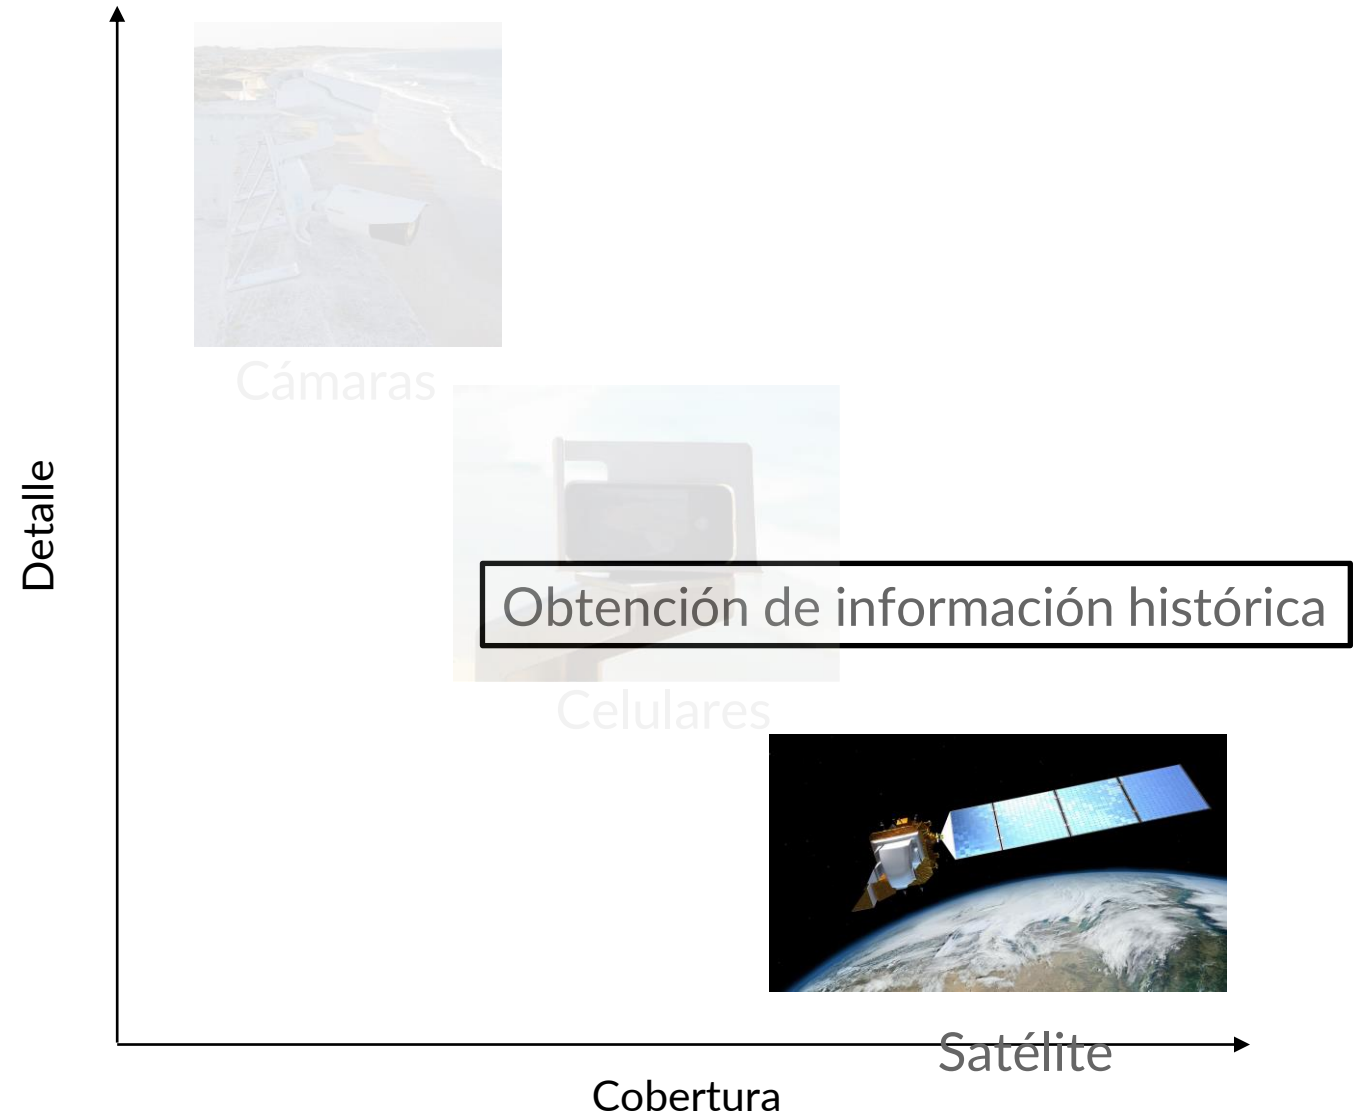 Cámaras
Detalle
Obtención de información histórica
Celulares
Satélite
Cobertura